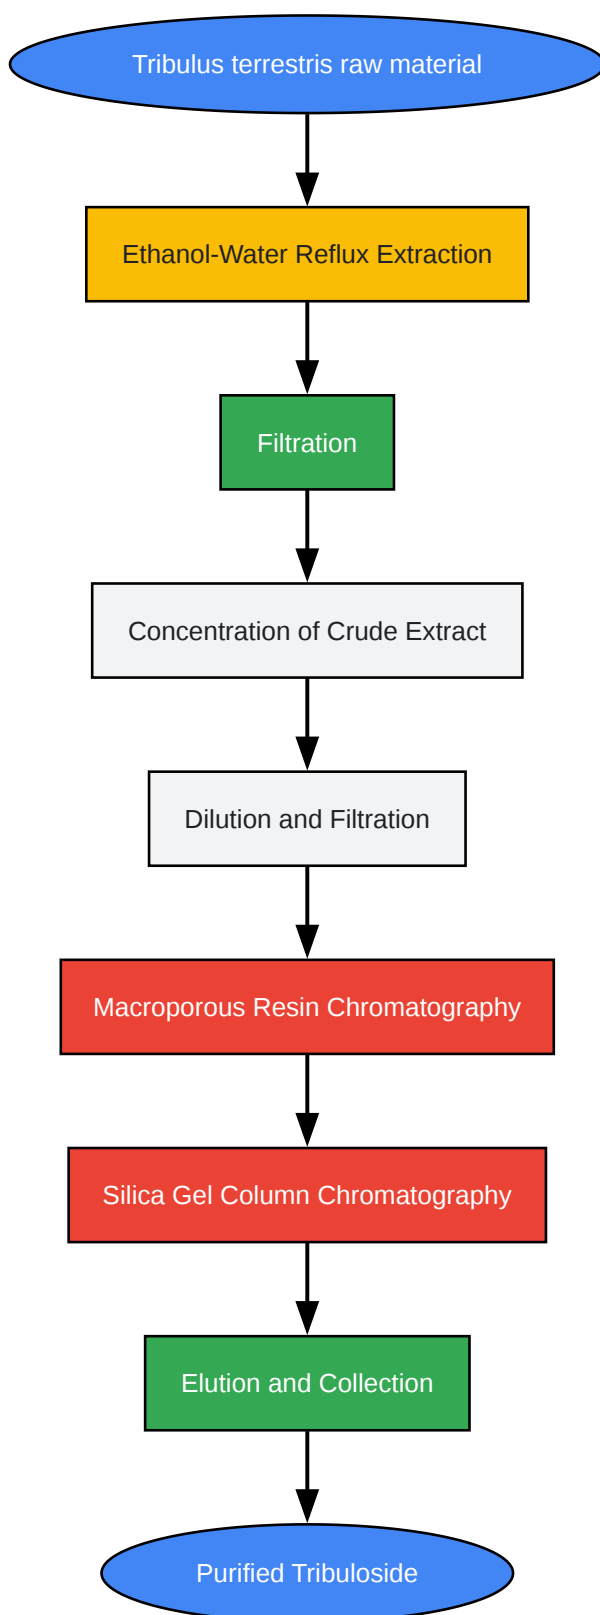 Tribulus terrestris raw material
Ethanol-Water Reflux Extraction
Filtration
Concentration of Crude Extract
Dilution and Filtration
Macroporous Resin Chromatography
Silica Gel Column Chromatography
Elution and Collection
Purified Tribuloside